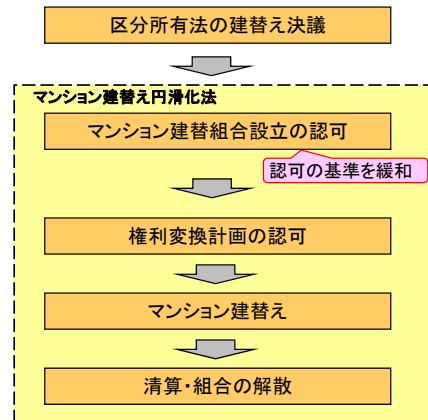 区分所有法の建替え決議
マンション建替え円滑化法
マンション建替組合設立の認可
認可の基準を緩和
権利変換計画の認可
マンション建替え
清算・組合の解散